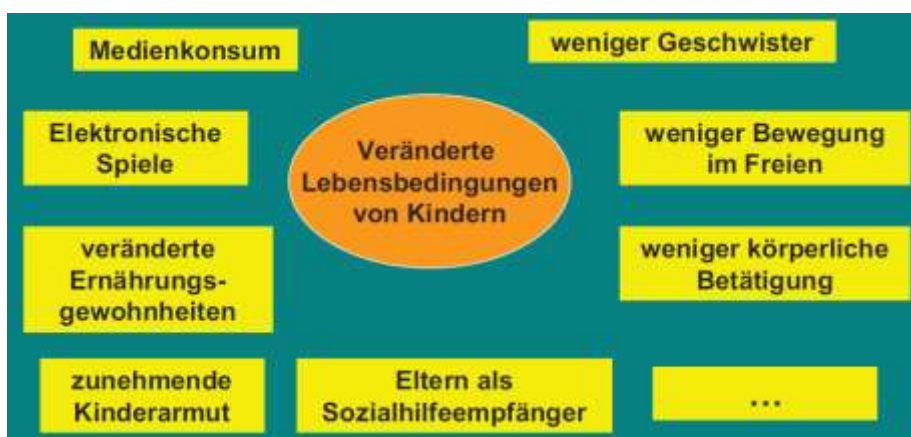 Medienkonsum
weniger Geschwister
Elektronische
Spiele
Veränderte
Lebensbedingungen
von Kindern
weniger Bewegung
im Freien
veränderte
Ernährungs-
gewohnheiten
weniger körperliche
Betätigung
zunehmende
Kinderarmut
Eltern als
Sozialhilfeempfänger
...